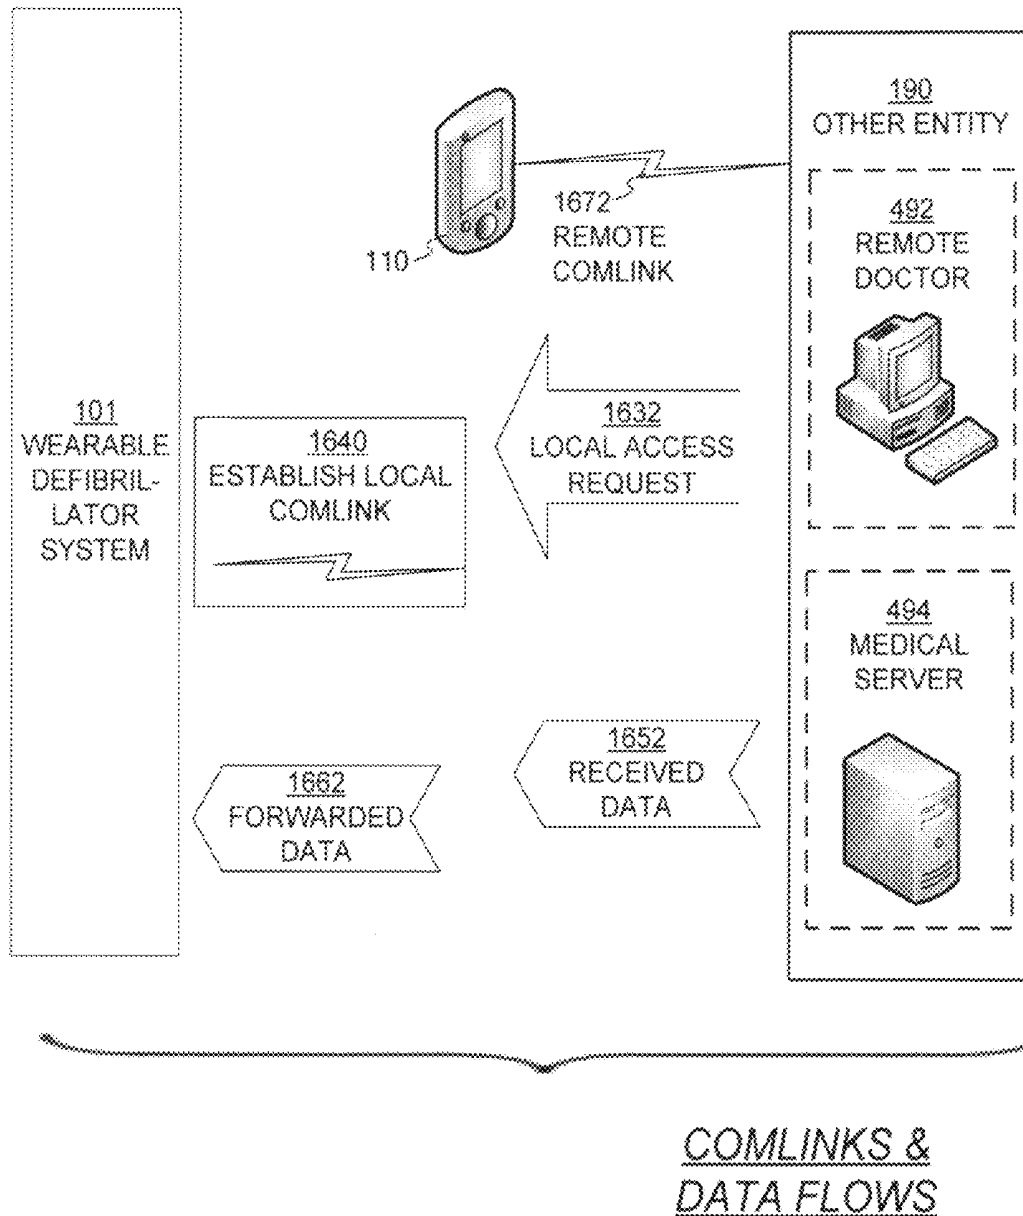 190
OTHER ENTITY
492
REMOTE
DOCTOR
1672
REMOTE
COMLINK
110
101
WEARABLE
DEFIBRIL-
LATOR
SYSTEM
1640
ESTABLISH LOCAL
COMLINK
1632
LOCAL ACCESS
REQUEST
494
MEDICAL
SERVER
1652
RECEIVED
DATA
1662
FORWARDED
DATA
COMLINKS &
DATA FLOWS